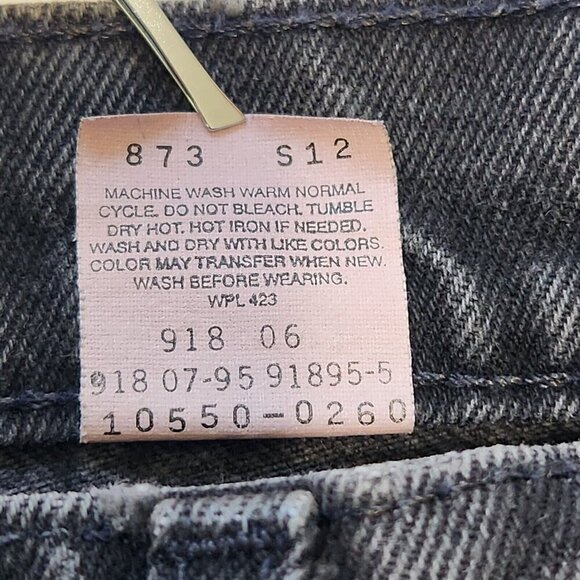 873 S12
MACHINE WASH WARM NORMAL
CYCLE. DO NOT BLEACH. TUMBLE
DRY HOT. HOT IRON IF NEEDED.
WASH AND DRY WITH LIKE COLORS.
COLOR MAY TRANSFER WHEN NEW.
WASH BEFORE WEARING.
WPL 423
918 06
918 07-95 91895-5
10550-0260